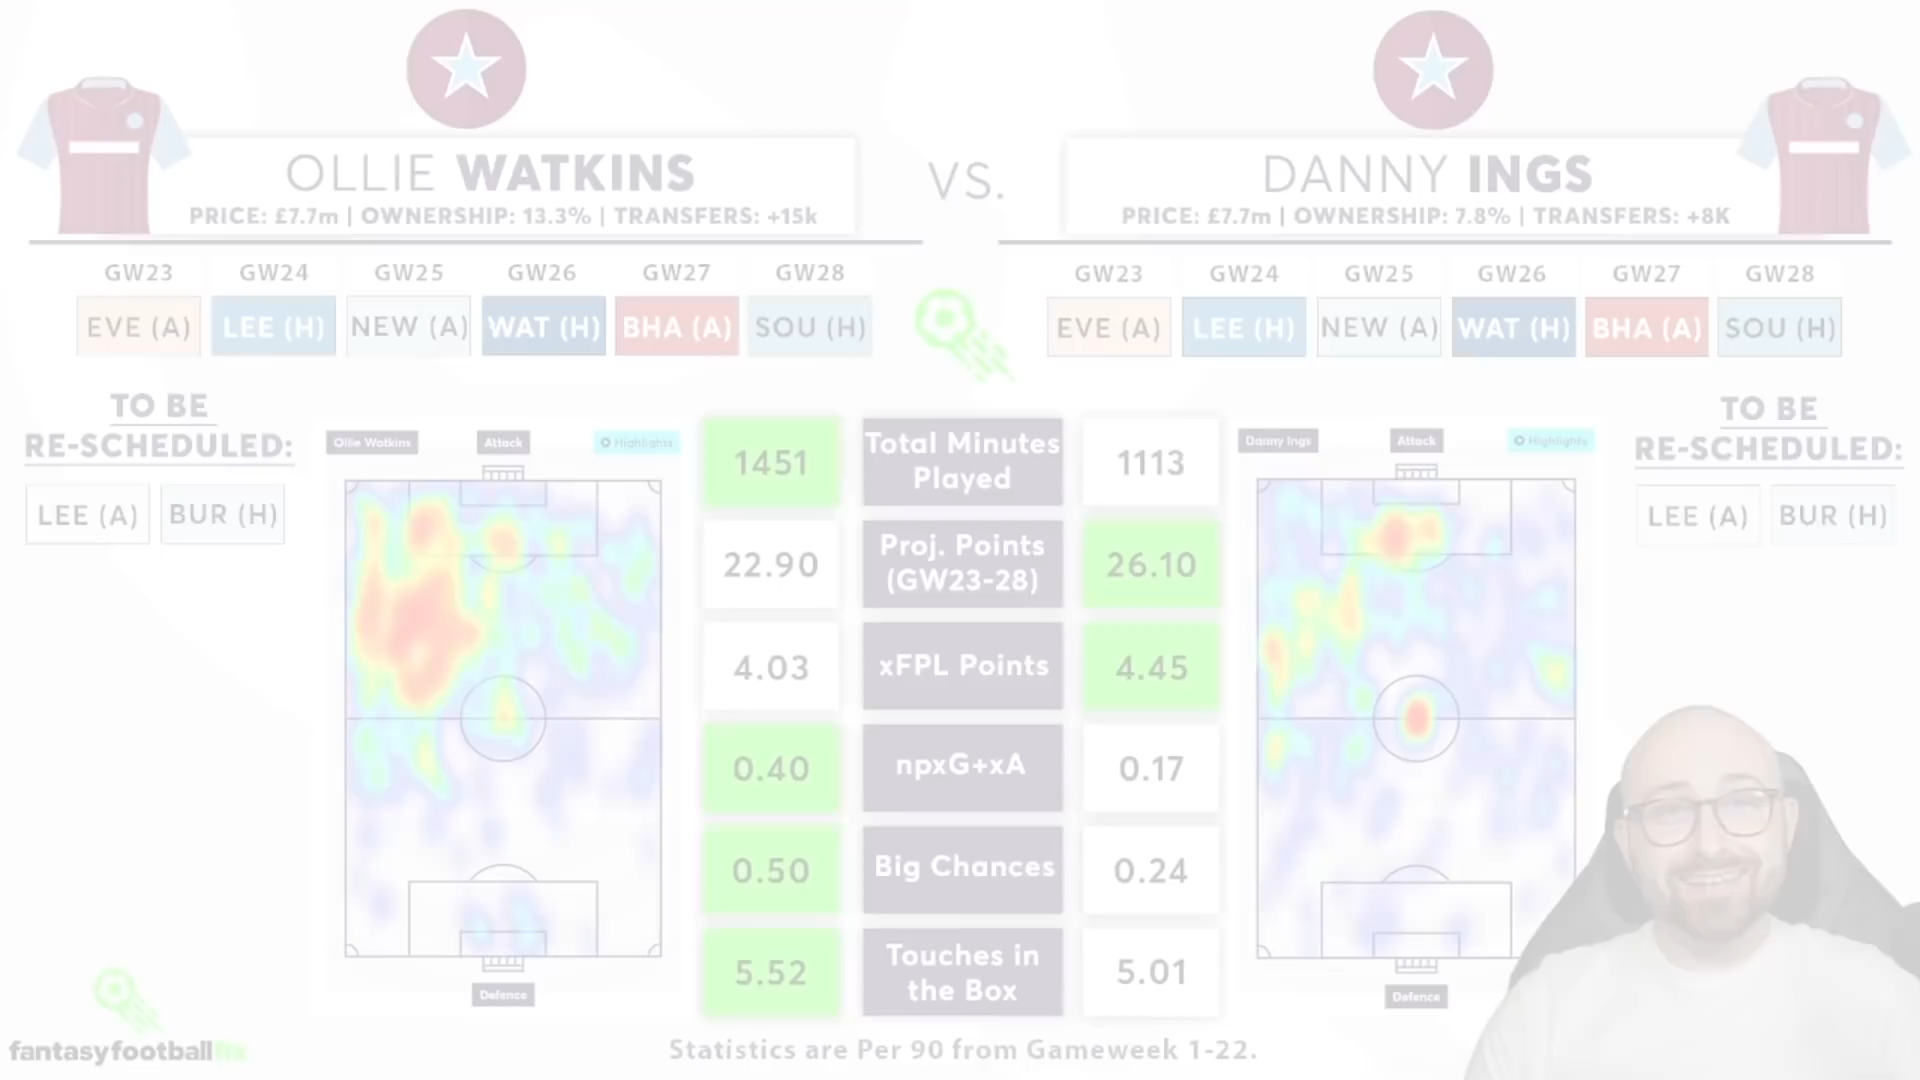 OLLIE WATKINS
PRICE: £7.7m | OWNERSHIP: 13.3% | TRANSFERS: +15k
VS.
DANNY INGS
PRICE: £7.7m | OWNERSHIP: 7.8% | TRANSFERS: +8K
GW23 GW24 GW25 GW26 GW27 GW28
EVE (A) LEE (H) NEW (A) WAT (H) BHA (A) SOU (H)
GW23 GW24 GW25 GW26 GW27 GW28
EVE (A) LEE (H) NEW (A) WAT (H) BHA (A) SOU (H)
TO BE
RE-SCHEDULED:
LEE (A) BUR (H)
Ollie Watkins Attack Highlights
Defence
1451 Total Minutes Played 1113
22.90 Proj. Points (GW23-28) 26.10
4.03 xFPL Points 4.45
0.40 npxG+xA 0.17
0.50 Big Chances 0.24
5.52 Touches in the Box 5.01
Danny Ings Attack Highlights
Defence
TO BE
RE-SCHEDULED:
LEE (A) BUR (H)
fantasyfootballfix
Statistics are Per 90 from Gameweek 1-22.